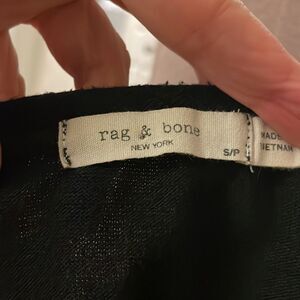 rag & bone
NEW YORK
S/P
MADE
VIETNAM